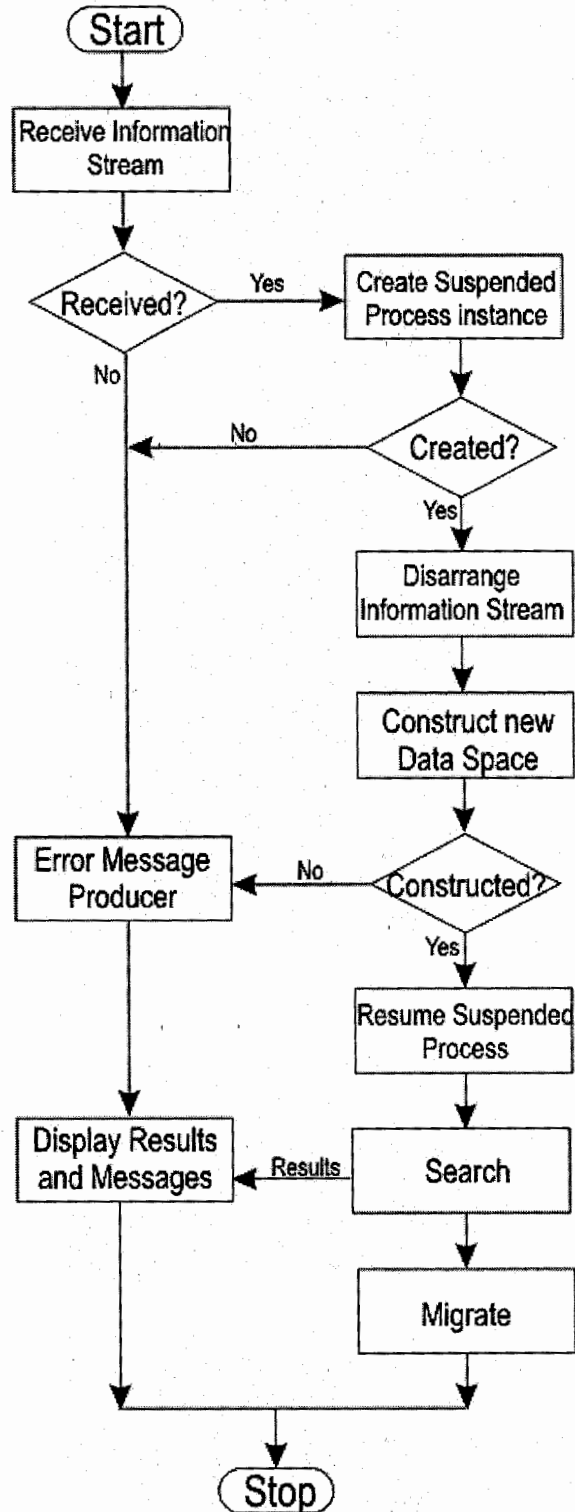 Start
Receive Information
Stream
Received?
Yes
Create Suspended
Process instance
No
No
Created?
Yes
Disarrange
Information Stream
Construct new
Data Space
Error Message
Producer
No
Constructed?
Yes
Resume Suspended
Process
Display Results
and Messages
Results
Search
Migrate
Stop